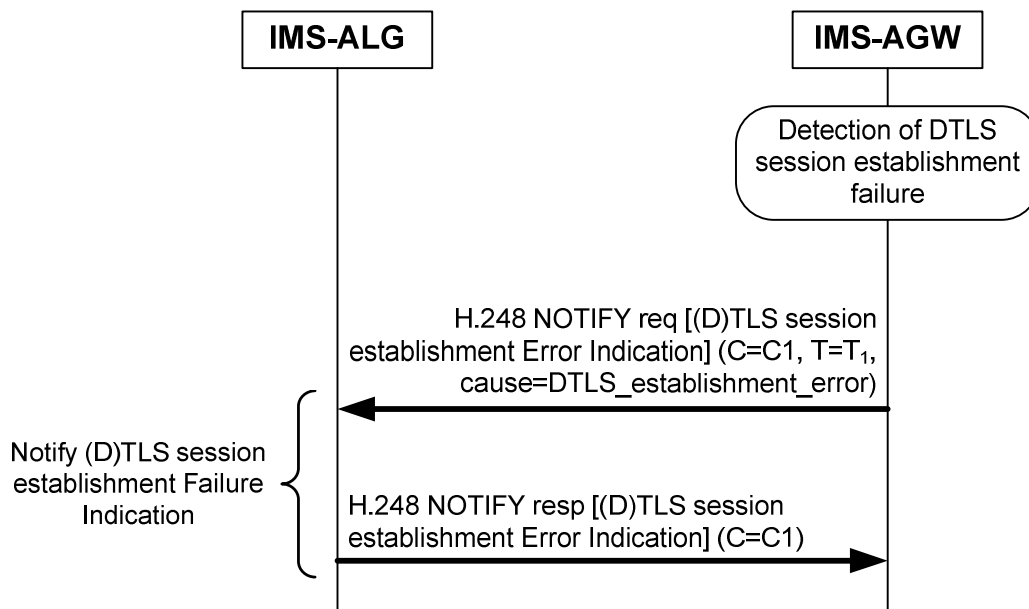 IMS-ALG
IMS-AGW
Detection of DTLS
session establishment
failure
H.248 NOTIFY req [(D)TLS session
establishment Error Indication] (C=C1, T=T₁,
cause=DTLS_establishment_error)
Notify (D)TLS session
establishment Failure
Indication
H.248 NOTIFY resp [(D)TLS session
establishment Error Indication] (C=C1)